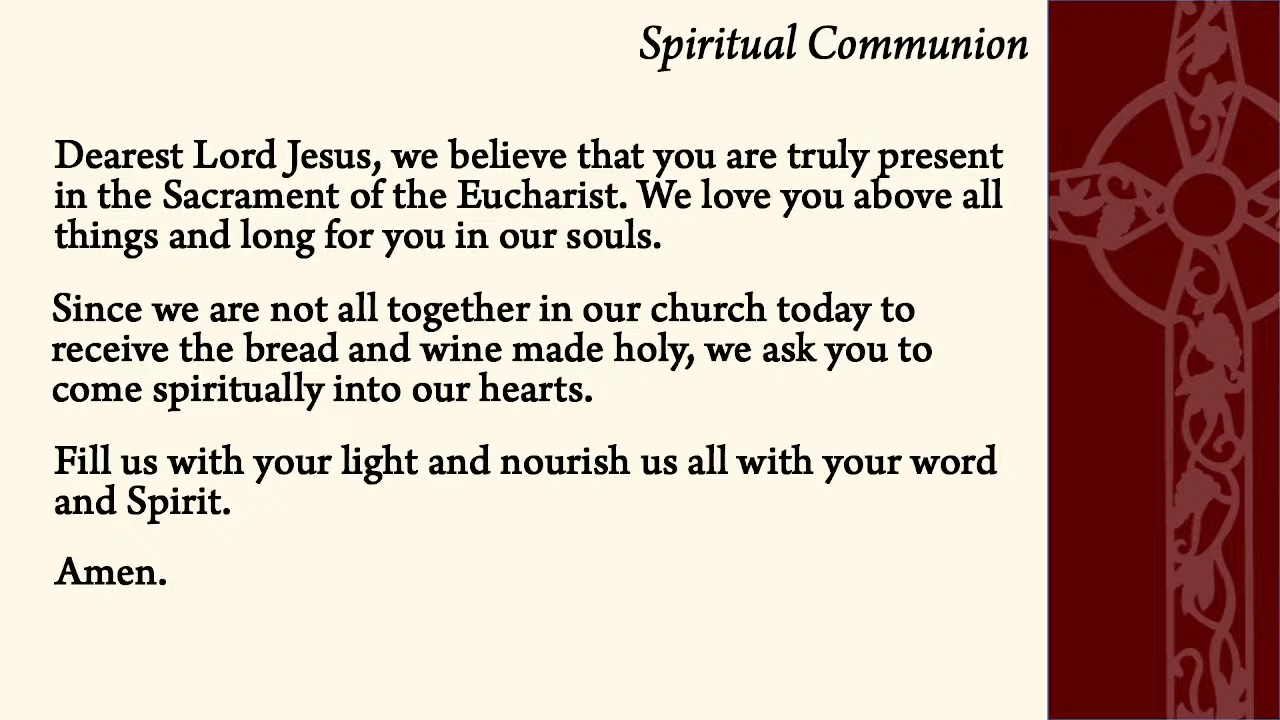 Spiritual Communion
Dearest Lord Jesus, we believe that you are truly present
in the Sacrament of the Eucharist. We love you above all
things and long for you in our souls.
Since we are not all together in our church today to
receive the bread and wine made holy, we ask you to
come spiritually into our hearts.
Fill us with your light and nourish us all with your word
and Spirit.
Amen.